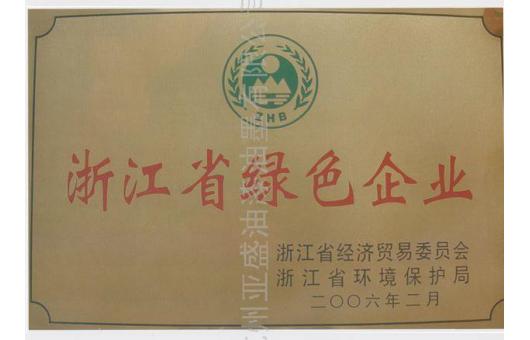 ZHB
浙江省绿色企业
浙江省经济贸易委员会
浙江省环境保护局
二〇〇六年二月